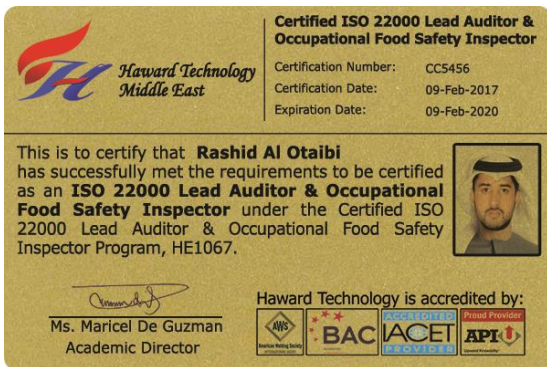 Haward Technology
Middle East
Certified ISO 22000 Lead Auditor &
Occupational Food Safety Inspector
Certification Number: CC5456
Certification Date: 09-Feb-2017
Expiration Date: 09-Feb-2020
This is to certify that Rashid Al Otaibi
has successfully met the requirements to be certified
as an ISO 22000 Lead Auditor & Occupational
Food Safety Inspector under the Certified ISO
22000 Lead Auditor & Occupational Food Safety
Inspector Program, HE1067.
Ms. Maricel De Guzman
Academic Director
Haward Technology is accredited by:
AWS
American Welding Society
BAC
ACCREDITED
IACET
PROVIDER
Proud Provider
API